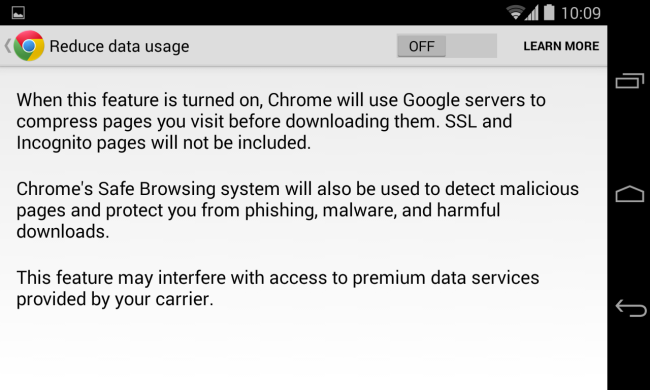 10:09
Reduce data usage
OFF
LEARN MORE
When this feature is turned on, Chrome will use Google servers to
compress pages you visit before downloading them. SSL and
Incognito pages will not be included.
Chrome's Safe Browsing system will also be used to detect malicious
pages and protect you from phishing, malware, and harmful
downloads.
This feature may interfere with access to premium data services
provided by your carrier.